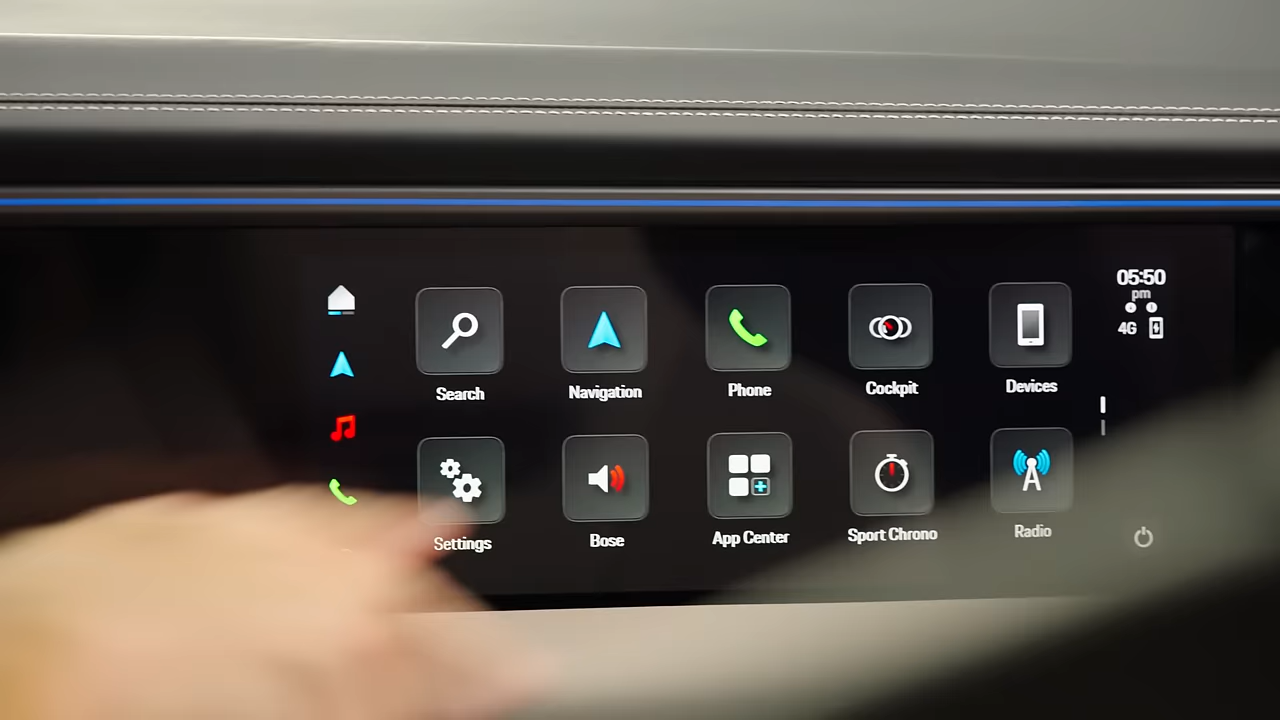 05:50
pm
4G
Search
Navigation
Phone
Cockpit
Devices
Settings
Bose
App Center
Sport Chrono
Radio